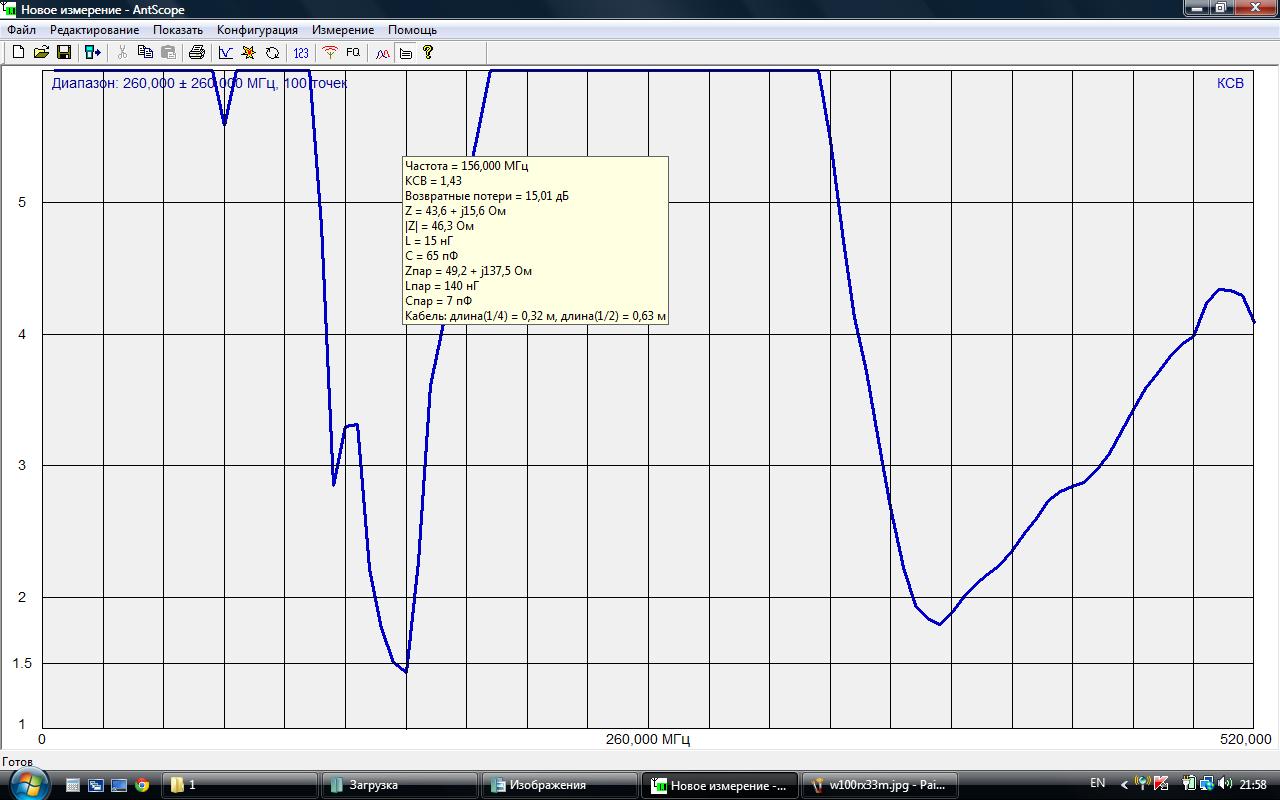 Новое измерение - AntScope
Файл Редактирование Показать Конфигурация Измерение Помощь
123 FQ
Диапазон: 260,000 ± 260,000 МГц, 100 точек
КСВ
Частота = 156,000 МГц
КСВ = 1,43
Возвратные потери = 15,01 дБ
Z = 43,6 + j15,6 Ом
|Z| = 46,3 Ом
L = 15 нГ
C = 65 пФ
Zпар = 49,2 + j137,5 Ом
Lпар = 140 нГ
Cпар = 7 пФ
Кабель: длина(1/4) = 0,32 м, длина(1/2) = 0,63 м
5
4
3
2
1.5
1
0 260,000 МГц 520,000
Готов
1 Загрузка Изображения Новое измерение -... w100rx33m.jpg - Pai... EN 21:58